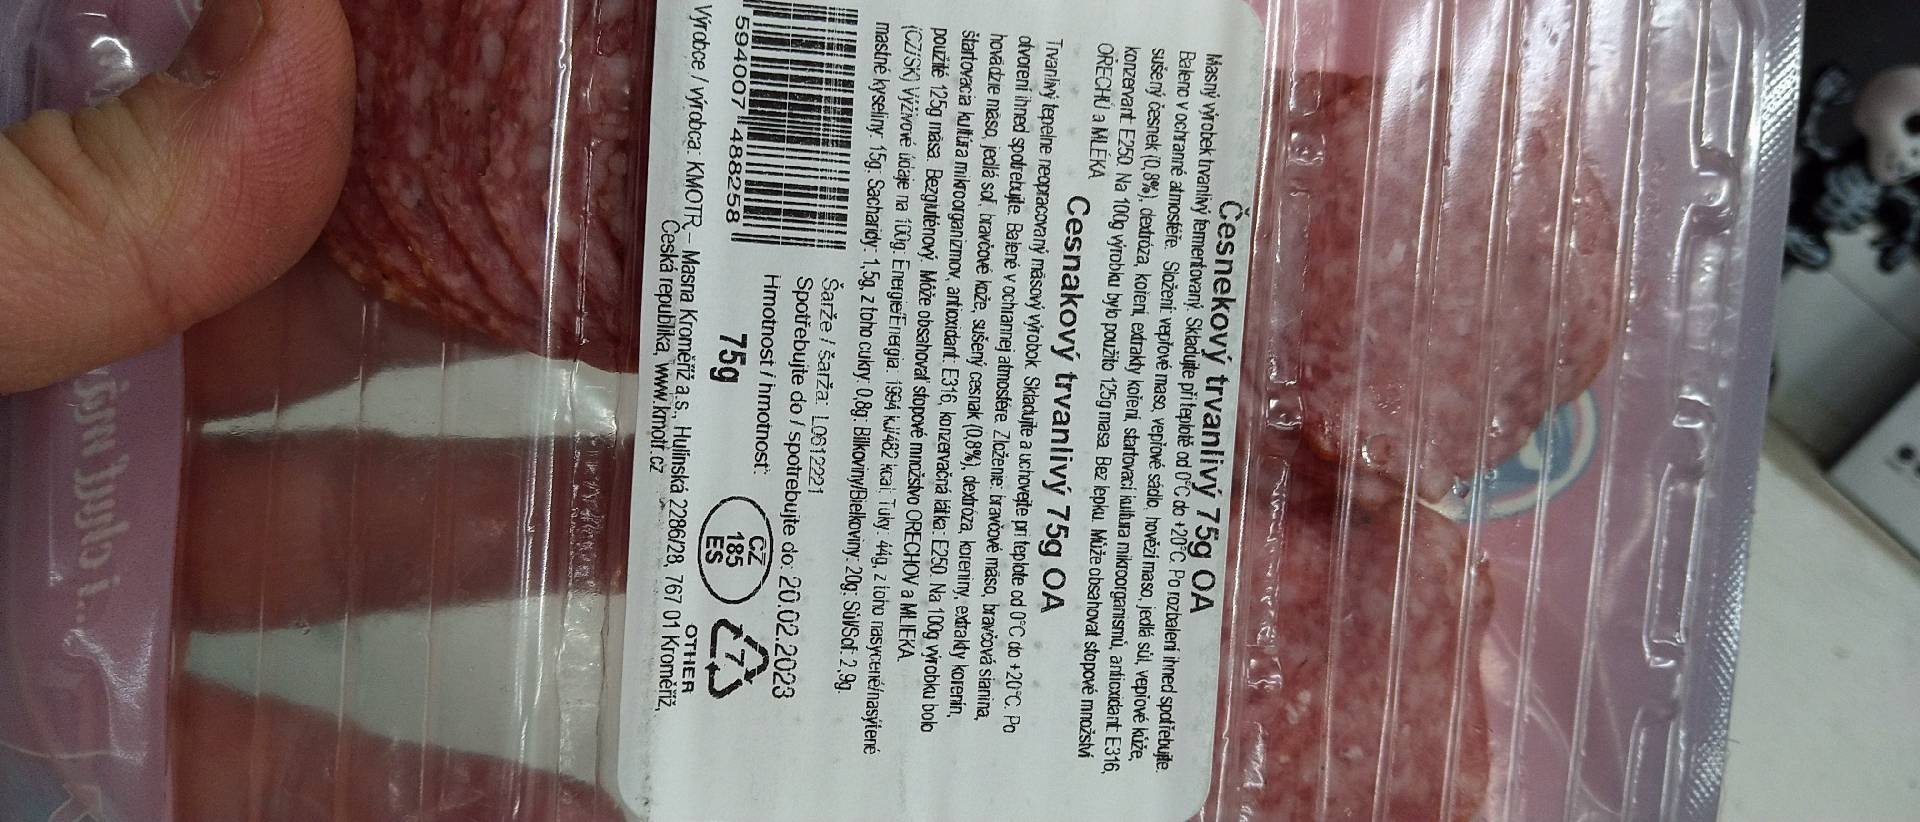 Česnekový trvanlivý 75g OA
Masný výrobek trvanlivý fermentovaný. Skladujte při teplotě od 0°C do +20°C. Po rozbalení ihned spotřebujte.
Baleno v ochranné atmosféře. Složení: vepřové maso, vepřové sádlo, hovězí maso, jedlá sůl, vepřové kůže,
sušený česnek (0,8%), dextróza, koření, extrakty koření, startovací kultura mikroorganismů, antioxidant: E316,
konzervant: E250. Na 100g výrobku bylo použito 125g masa. Bez lepku. Může obsahovat stopové množství
OŘECHŮ a MLÉKA
Cesnakový trvanlivý 75g OA
Trvanlivý tepelne neopracovaný mäsový výrobok. Skladujte a uchovejte pri teplote od 0°C do +20°C. Po
otvorení ihneď spotrebujte. Balené v ochrannej atmosfére. Zloženie: bravčové mäso, bravčová slanina,
hovädzie mäso, jedlá soľ, bravčové kože, sušený cesnak (0,8%), dextróza, koreniny, extrakty korenín,
štartovacia kultúra mikroorganizmov, antioxidant: E316, konzervačná látka: E250. Na 100g výrobku bolo
použité 125g mäsa. Bezgluténový. Môže obsahovať stopové množstvo ORECHOV a MLIEKA.
(CZ)(SK) Výživové údaje na 100g: Energie/Energia: 1994 kJ/482 kcal; Tuky: 44g, z toho nasycené/nasýtené
mastné kyseliny: 15g; Sacharidy: 1,5g, z toho cukry: 0,8g; Bílkoviny/Bielkoviny: 20g; Sůl/Soľ: 2,9g.
Šarže / šarža: L0612221
Spotřebujte do / spotrebujte do: 20.02.2023
Hmotnost / hmotnosť:
75g
CZ
185
ES
7
OTHER
5940071488258
Výrobce / výrobca: KMOTR – Masna Kroměříž a.s., Hulínská 2286/28, 767 01 Kroměříž,
Česká republika, www.kmotr.cz